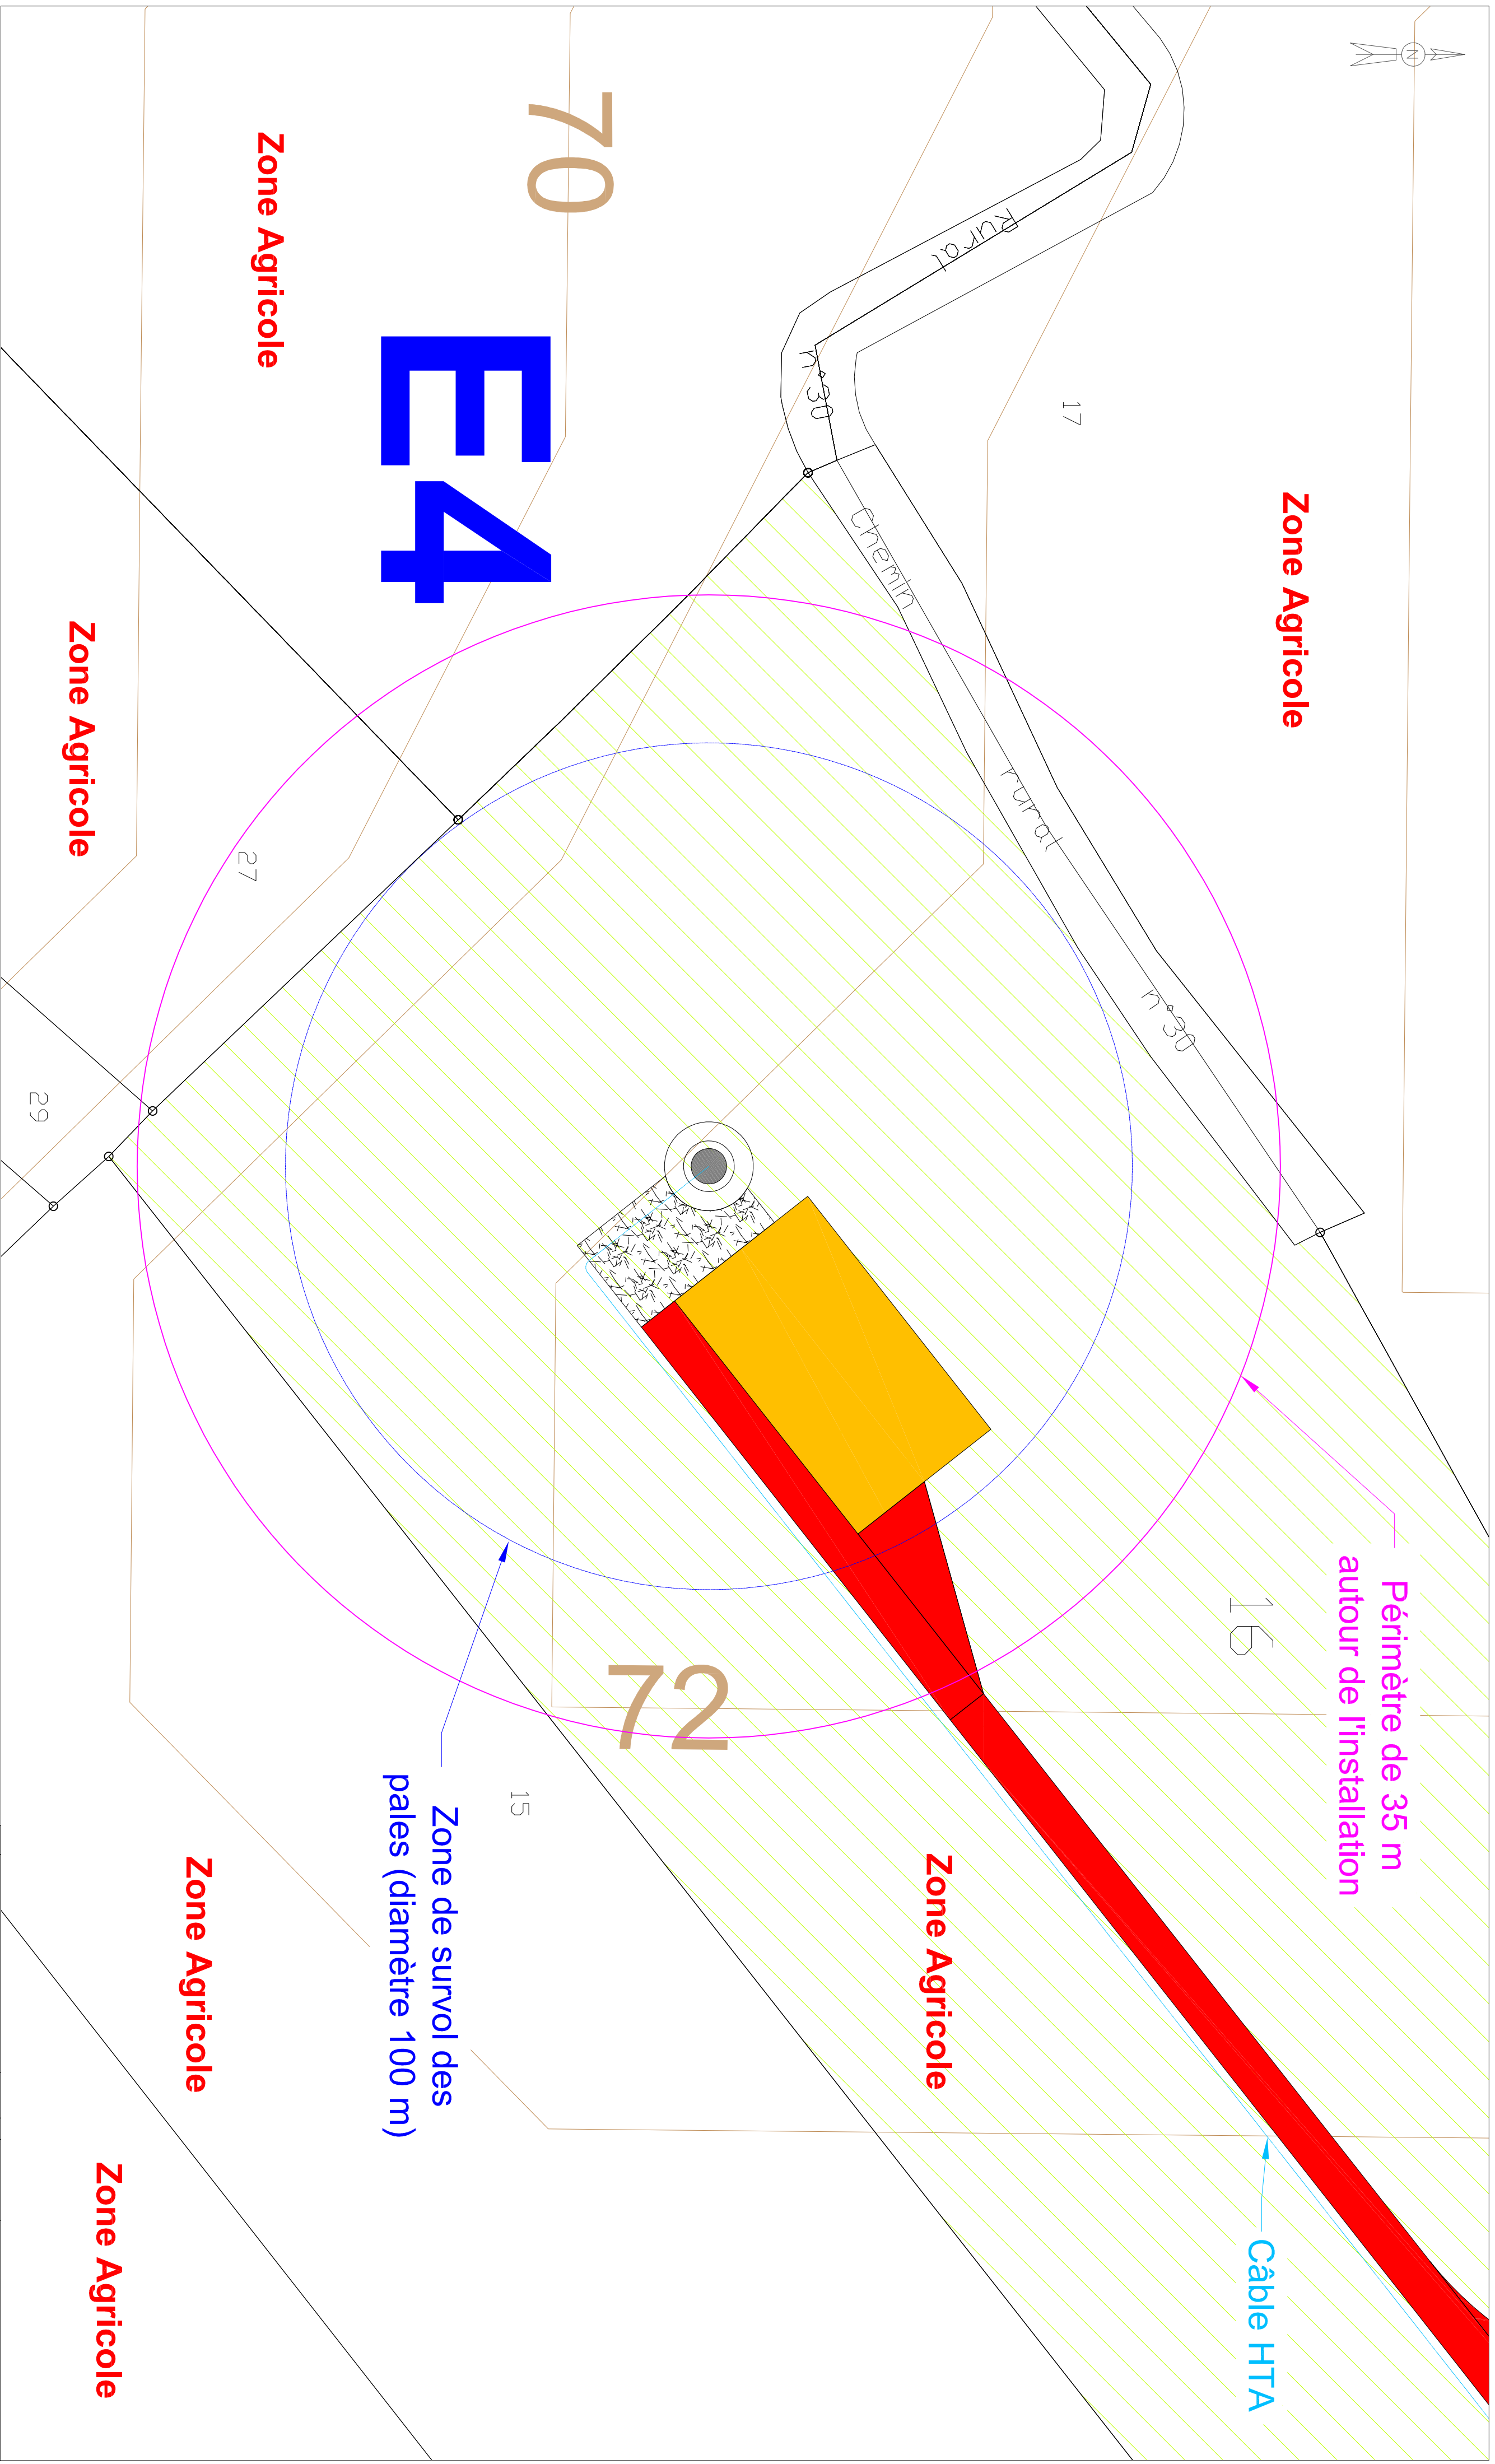 N
Périmètre de 35 m
autour de l'installation
Zone Agricole
Câble HTA
16
17
Rural n°30
Chemin rural n°30
Zone Agricole
72
70
15
E4
Zone de survol des
pales (diamètre 100 m)
Zone Agricole
27
Zone Agricole
Zone Agricole
Zone Agricole
29